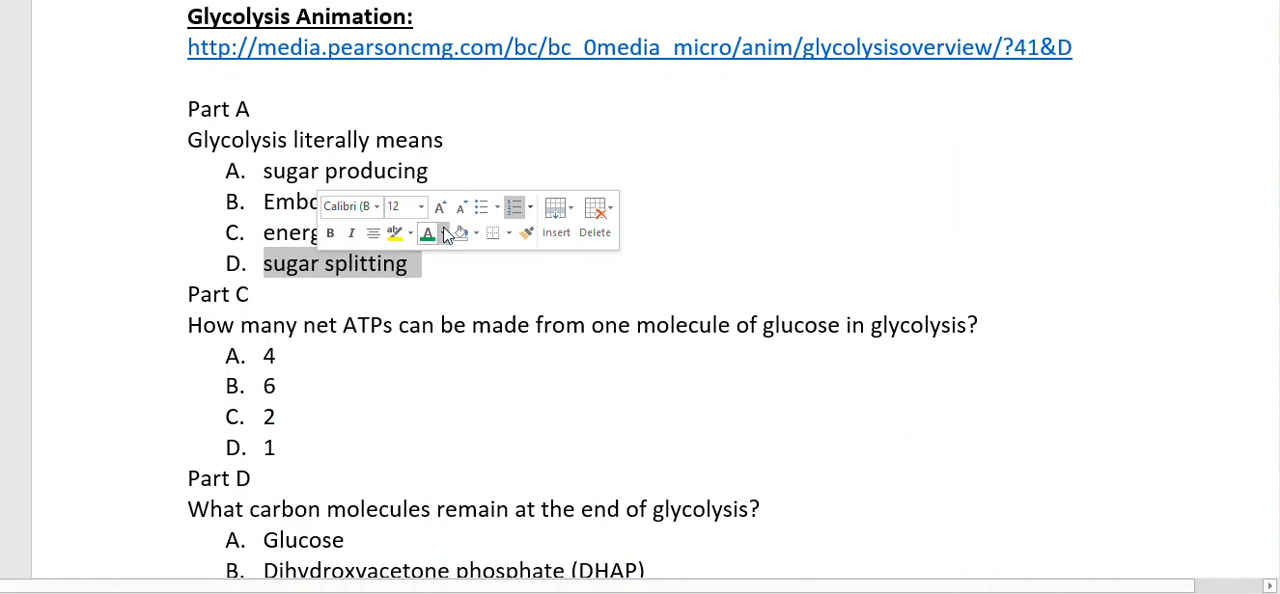 Glycolysis Animation:
http://media.pearsoncmg.com/bc/bc_0media_micro/anim/glycolysisoverview/?41&D
Part A
Glycolysis literally means
A. sugar producing
B.
Calibri (B 12
C.
B I A Insert Delete
D. sugar splitting
Part C
How many net ATPs can be made from one molecule of glucose in glycolysis?
A. 4
B. 6
C. 2
D. 1
Part D
What carbon molecules remain at the end of glycolysis?
A. Glucose
B. Dihydroxyacetone phosphate (DHAP)